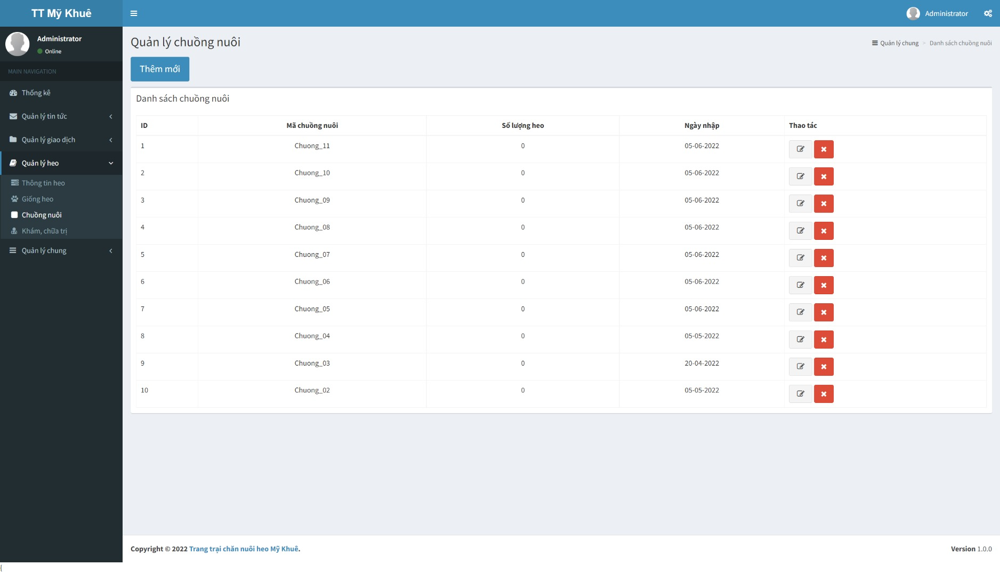 TT Mỹ Khuê
Administrator
Administrator
Online
MAIN NAVIGATION
Thống kê
Quản lý tin tức
Quản lý giao dịch
Quản lý heo
Thông tin heo
Giống heo
Chuồng nuôi
Khám, chữa trị
Quản lý chung
Quản lý chuồng nuôi
Quản lý chung > Danh sách chuồng nuôi
Thêm mới
Danh sách chuồng nuôi
ID Mã chuồng nuôi Số lượng heo Ngày nhập Thao tác
1 Chuong_11 0 05-06-2022
2 Chuong_10 0 05-06-2022
3 Chuong_09 0 05-06-2022
4 Chuong_08 0 05-06-2022
5 Chuong_07 0 05-06-2022
6 Chuong_06 0 05-06-2022
7 Chuong_05 0 05-06-2022
8 Chuong_04 0 05-05-2022
9 Chuong_03 0 20-04-2022
10 Chuong_02 0 05-05-2022
Copyright © 2022 Trang trại chăn nuôi heo Mỹ Khuê.
Version 1.0.0
{